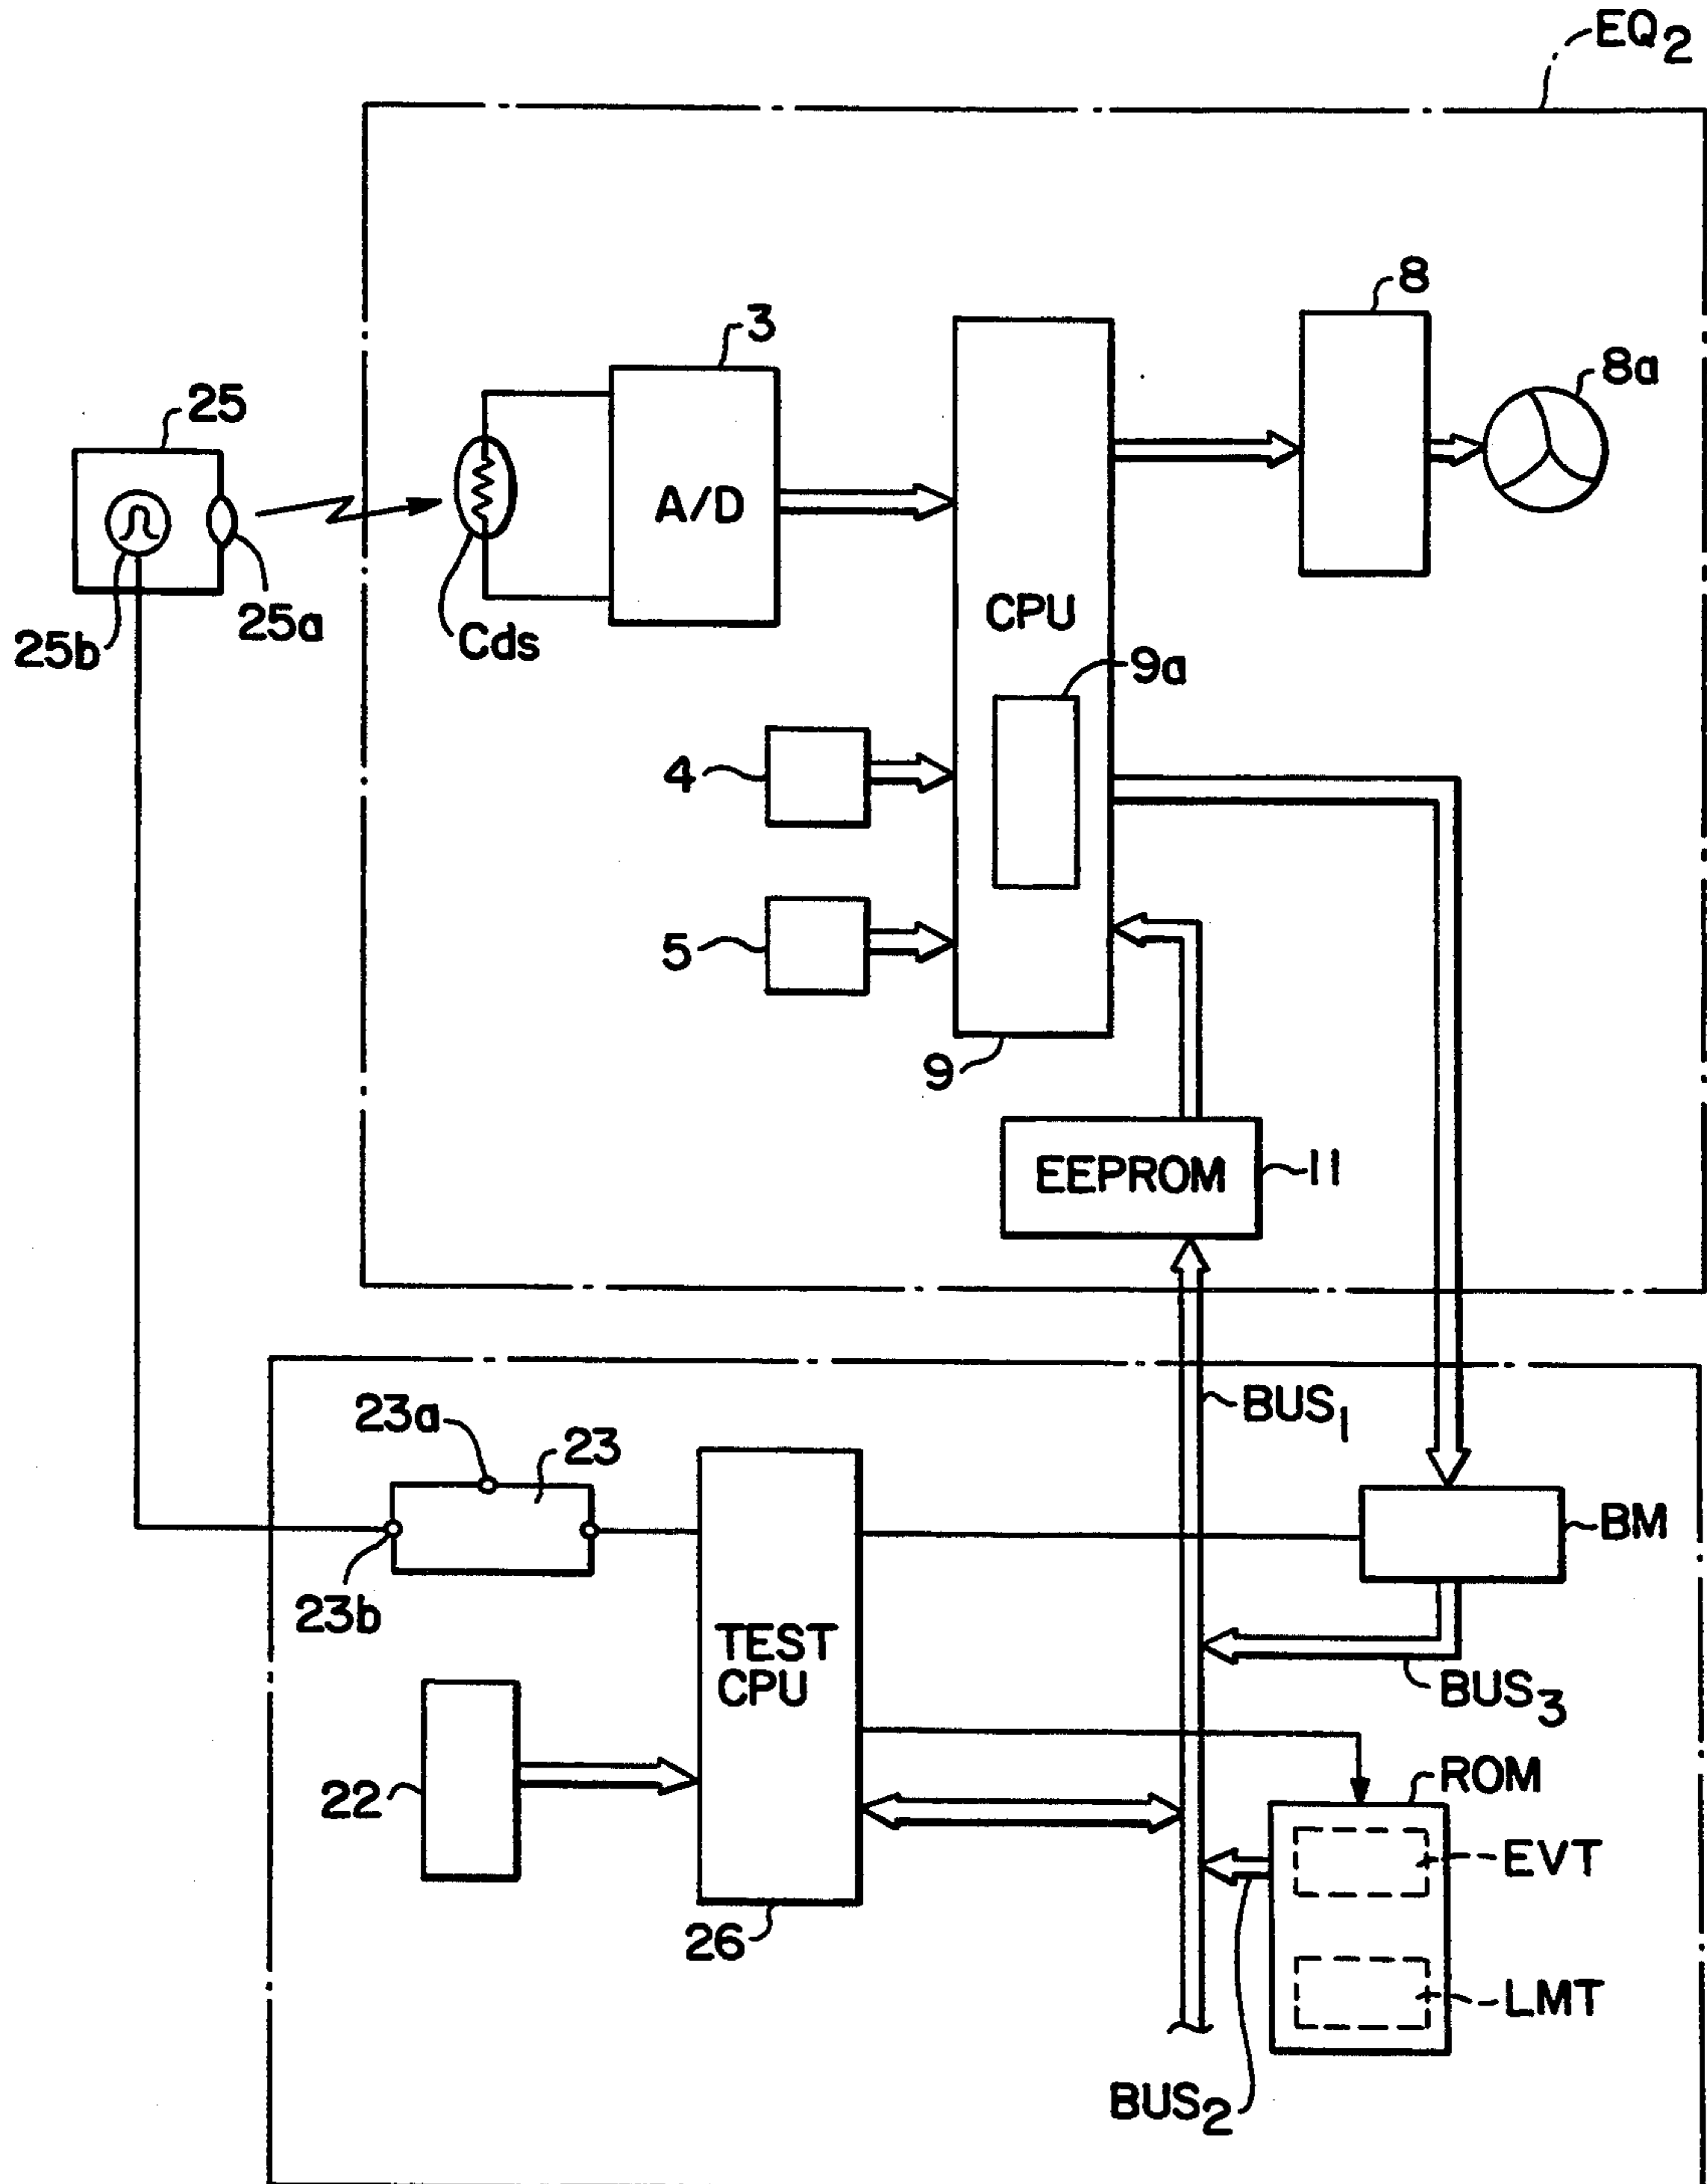 EQ2
8
3
8a
25
A/D
CPU
25a
Cds
25b
9a
4
5
9
EEPROM
11
BUS1
23a
23
BM
23b
TEST
CPU
BUS3
ROM
22
EVT
26
LMT
BUS2